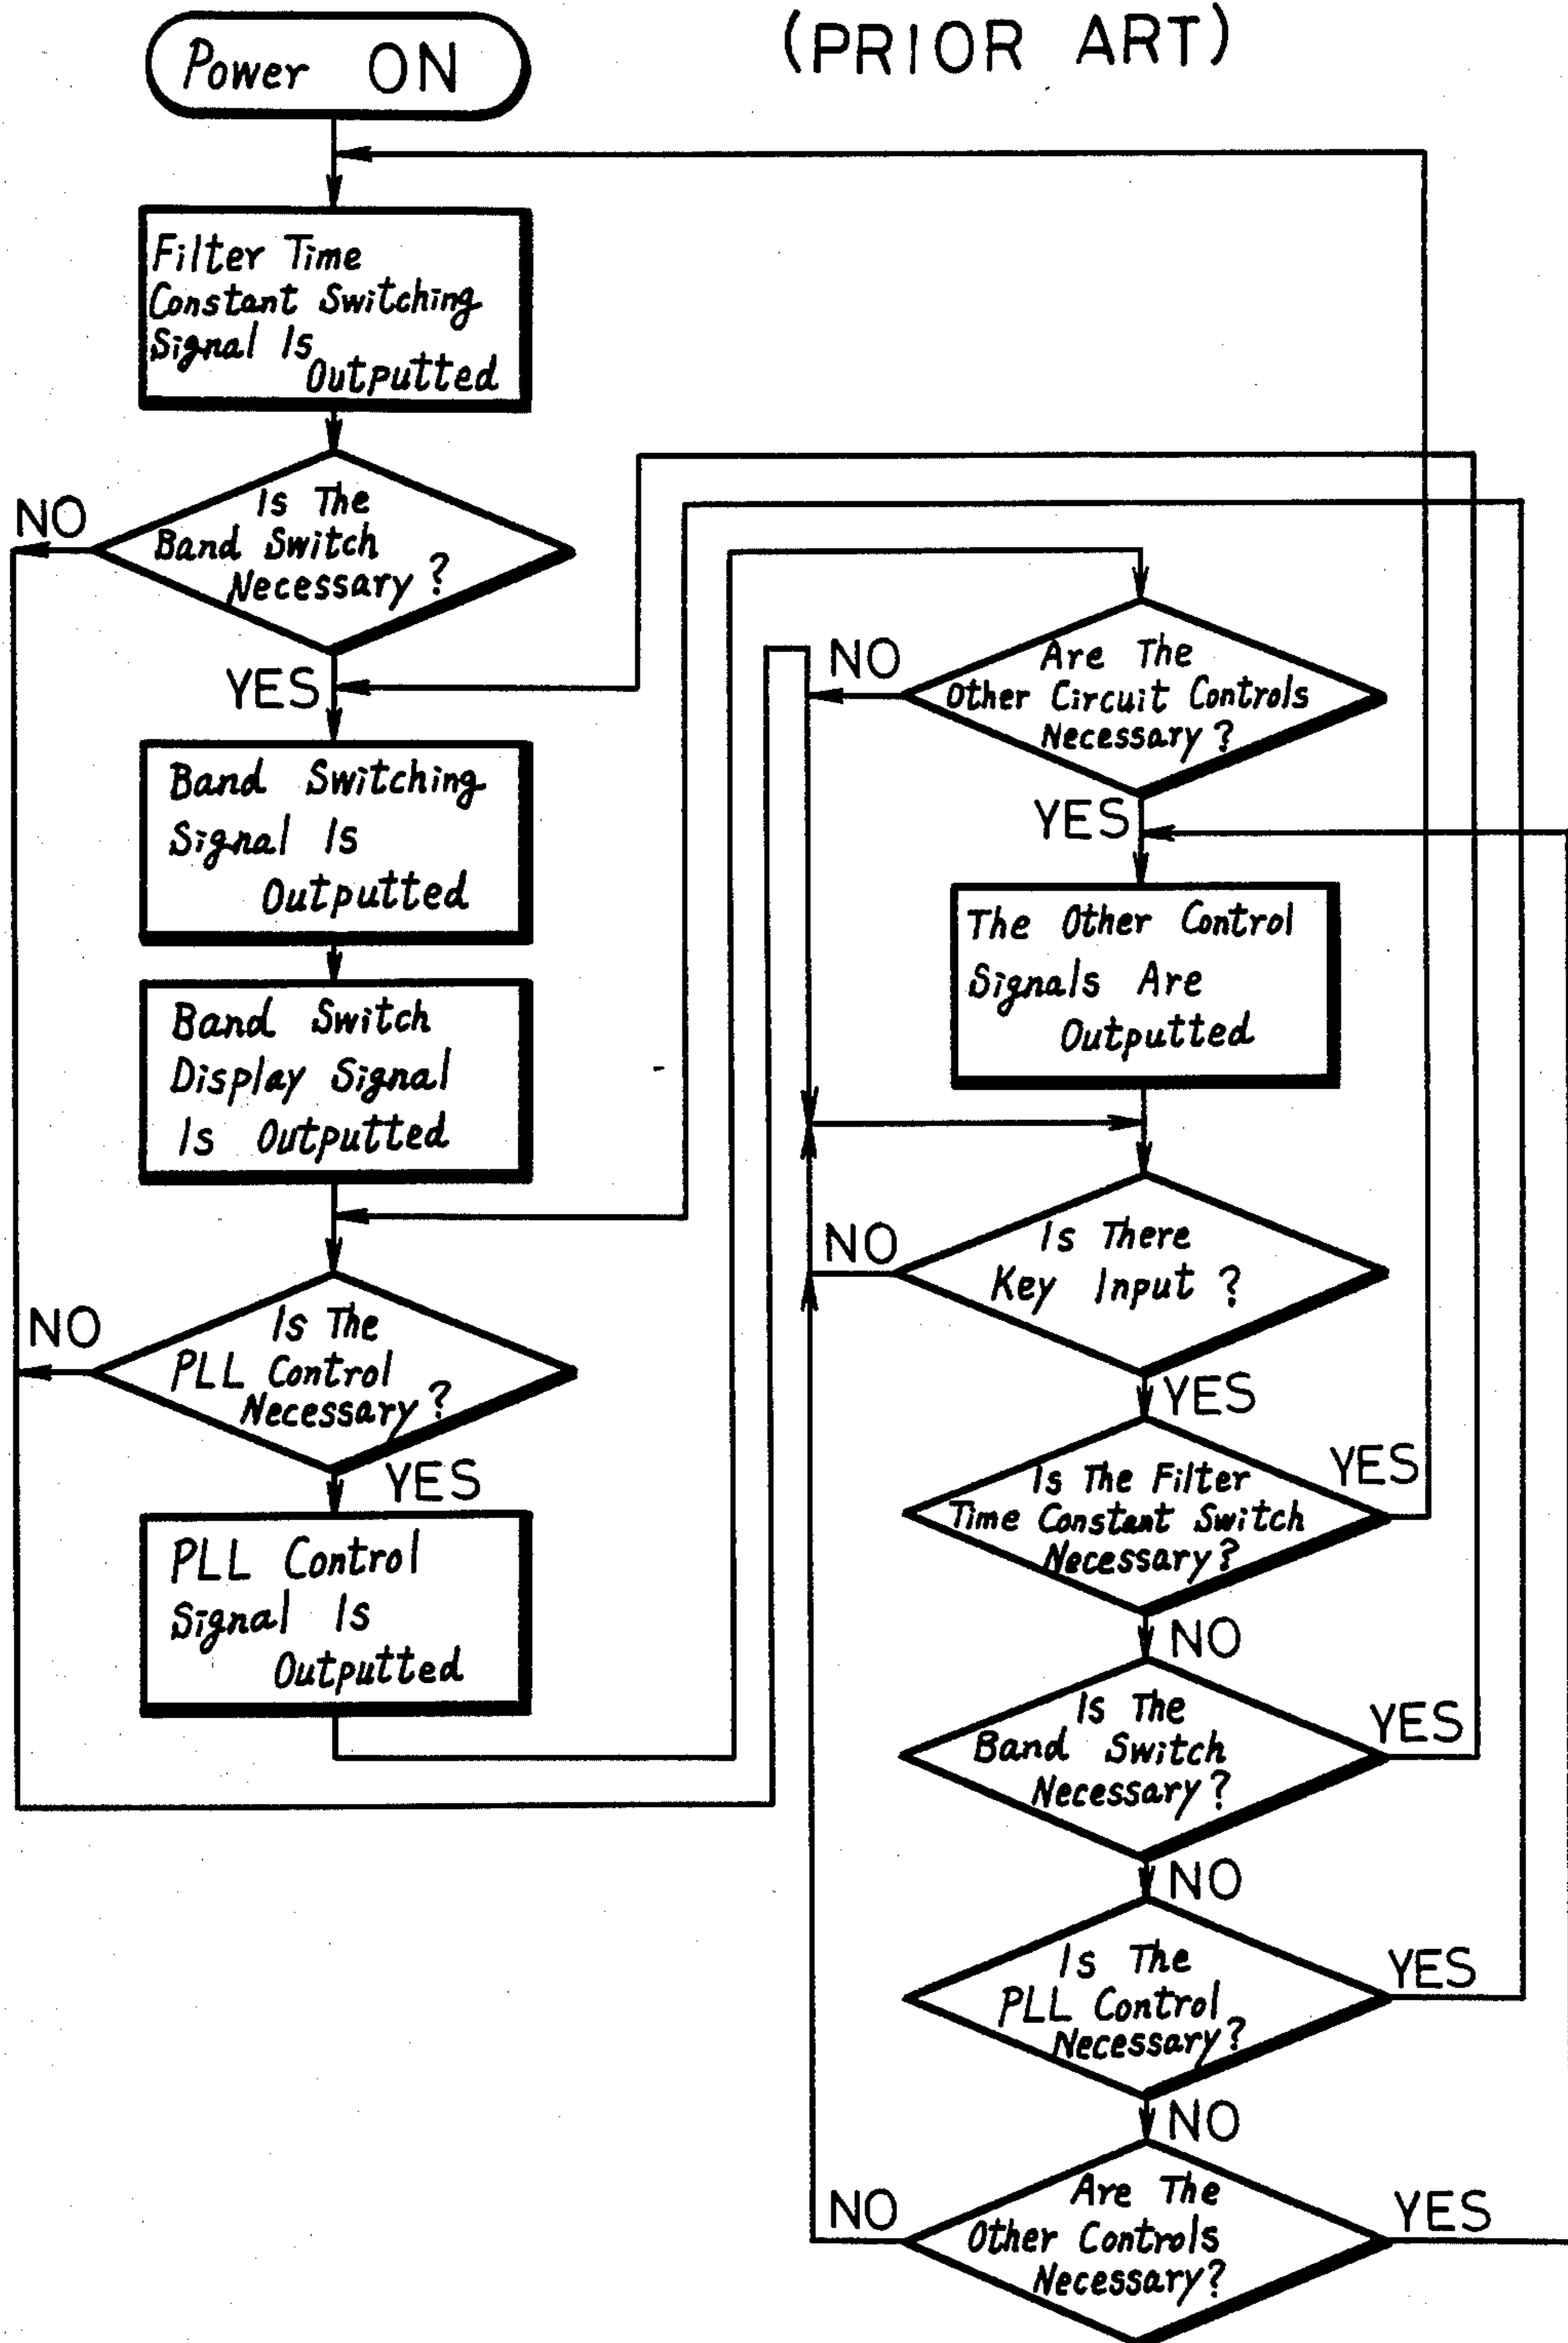 (PRIOR ART)
Power ON
Filter Time
Constant Switching
Signal Is
Outputted
Is The
Band Switch
Necessary?
NO
YES
Band Switching
Signal Is
Outputted
Band Switch
Display Signal
Is Outputted
Is The
PLL Control
Necessary?
NO
YES
PLL Control
Signal Is
Outputted
Are The
Other Circuit Controls
Necessary?
NO
YES
The Other Control
Signals Are
Outputted
Is There
Key Input?
NO
YES
Is The Filter
Time Constant Switch
Necessary?
YES
NO
Is The
Band Switch
Necessary?
YES
NO
Is The
PLL Control
Necessary?
YES
NO
Are The
Other Controls
Necessary?
NO
YES